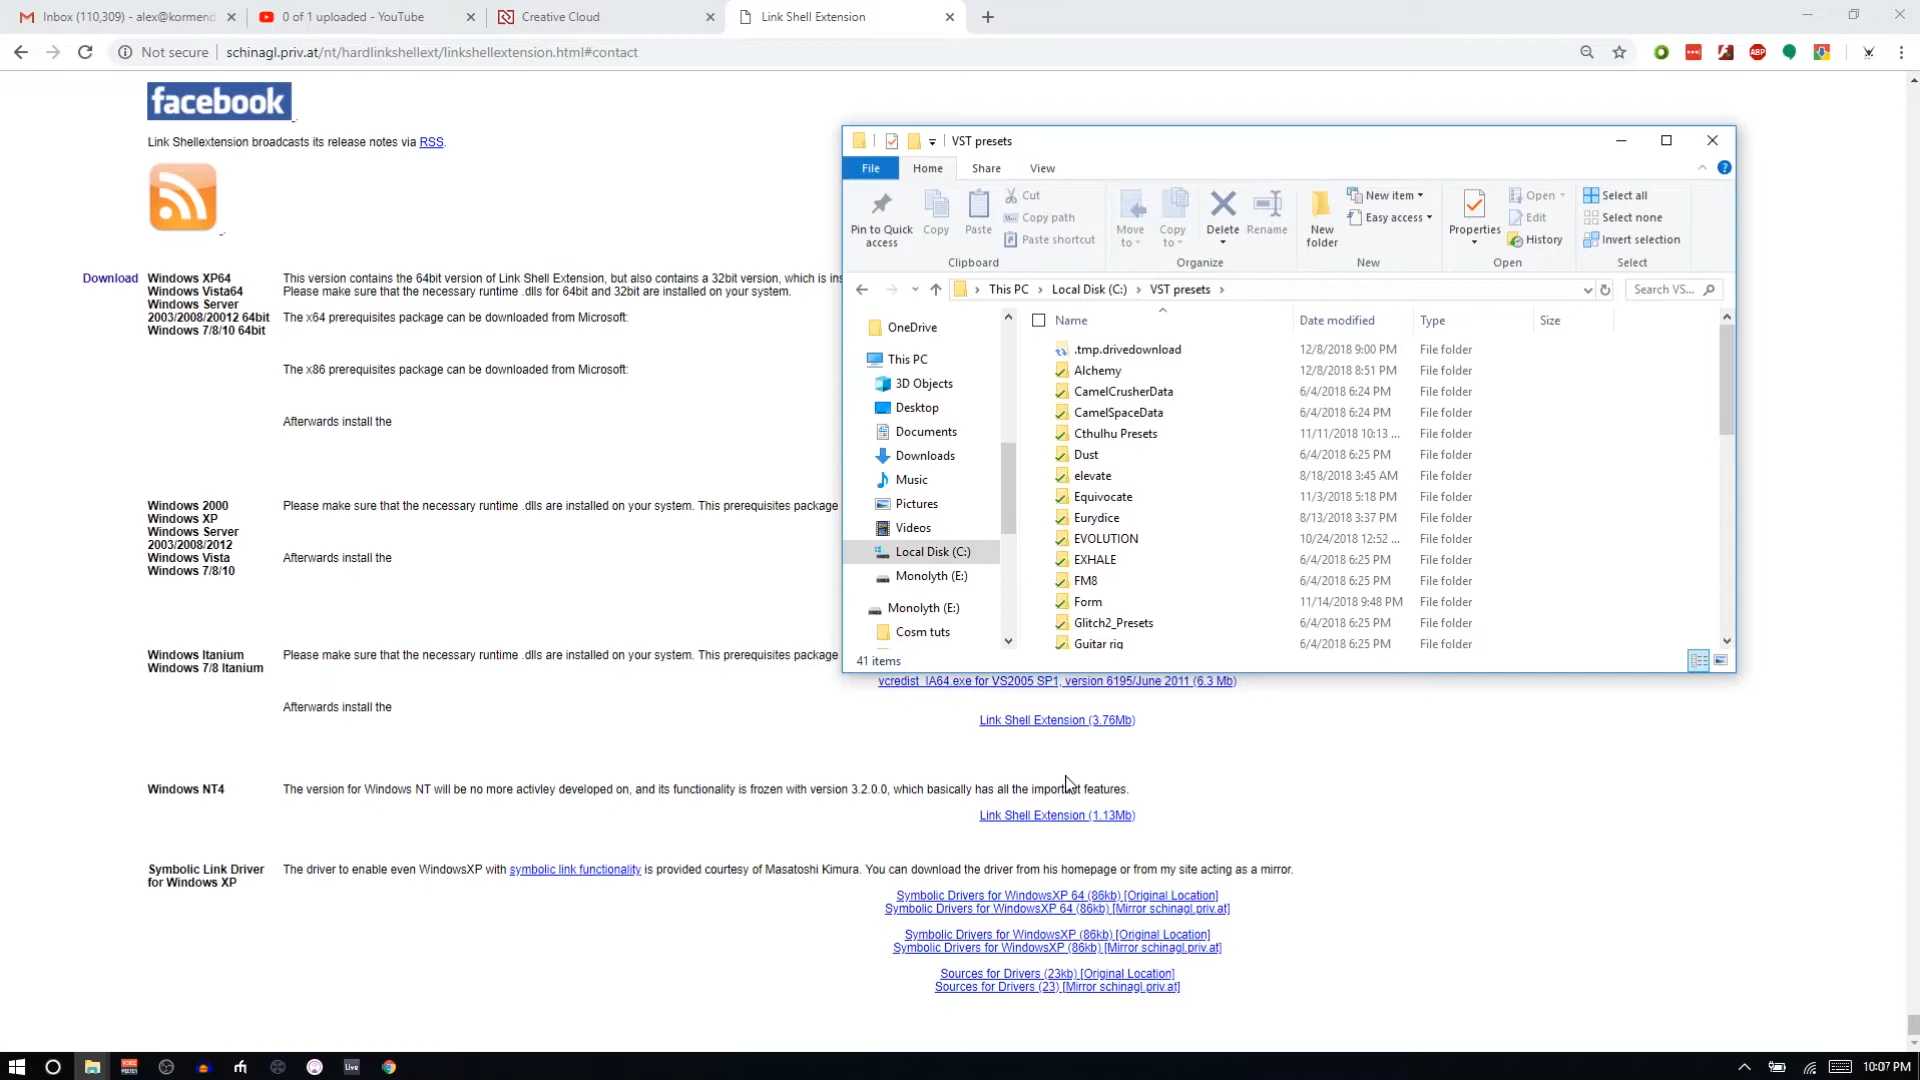 Inbox (110,309) - alex@kormend
0 of 1 uploaded - YouTube
Creative Cloud
Link Shell Extension
Not secure
schinagl.priv.at/nt/hardlinkshellext/linkshellextension.html#contact
ABP
facebook
Link Shellextension broadcasts its release notes via RSS.
Download
Windows XP64
Windows Vista64
Windows Server
2003/2008/20012 64bit
Windows 7/8/10 64bit
This version contains the 64bit version of Link Shell Extension, but also contains a 32bit version, which is ins
Please make sure that the necessary runtime .dlls for 64bit and 32bit are installed on your system.
The x64 prerequisites package can be downloaded from Microsoft:
The x86 prerequisites package can be downloaded from Microsoft:
Afterwards install the
Windows 2000
Windows XP
Windows Server
2003/2008/2012
Windows Vista
Windows 7/8/10
Please make sure that the necessary runtime .dlls are installed on your system. This prerequisites package
Afterwards install the
Windows Itanium
Windows 7/8 Itanium
Please make sure that the necessary runtime .dlls are installed on your system. This prerequisites package
vcredist_IA64.exe for VS2005 SP1, version 6195/June 2011 (6.3 Mb)
Afterwards install the
Link Shell Extension (3.76Mb)
Windows NT4
The version for Windows NT will be no more activley developed on, and its functionality is frozen with version 3.2.0.0, which basically has all the important features.
Link Shell Extension (1.13Mb)
Symbolic Link Driver
for Windows XP
The driver to enable even WindowsXP with symbolic link functionality is provided courtesy of Masatoshi Kimura. You can download the driver from his homepage or from my site acting as a mirror.
Symbolic Drivers for WindowsXP 64 (86kb) [Original Location]
Symbolic Drivers for WindowsXP 64 (86kb) [Mirror schinagl.priv.at]
Symbolic Drivers for WindowsXP (86kb) [Original Location]
Symbolic Drivers for WindowsXP (86kb) [Mirror schinagl.priv.at]
Sources for Drivers (23kb) [Original Location]
Sources for Drivers (23) [Mirror schinagl.priv.at]
VST presets
File Home Share View
Pin to Quick
access
Copy
Paste
Cut
Copy path
Paste shortcut
Clipboard
Move
to
Copy
to
Delete
Rename
Organize
New
folder
New item
Easy access
New
Properties
Open
Edit
History
Open
Select all
Select none
Invert selection
Select
This PC > Local Disk (C:) > VST presets >
Search VS...
OneDrive
This PC
3D Objects
Desktop
Documents
Downloads
Music
Pictures
Videos
Local Disk (C:)
Monolyth (E:)
Monolyth (E:)
Cosm tuts
Name Date modified Type Size
.tmp.drivedownload 12/8/2018 9:00 PM File folder
Alchemy 12/8/2018 8:51 PM File folder
CamelCrusherData 6/4/2018 6:24 PM File folder
CamelSpaceData 6/4/2018 6:24 PM File folder
Cthulhu Presets 11/11/2018 10:13 ... File folder
Dust 6/4/2018 6:25 PM File folder
elevate 8/18/2018 3:45 AM File folder
Equivocate 11/3/2018 5:18 PM File folder
Eurydice 8/13/2018 3:37 PM File folder
EVOLUTION 10/24/2018 12:52 ... File folder
EXHALE 6/4/2018 6:25 PM File folder
FM8 6/4/2018 6:25 PM File folder
Form 11/14/2018 9:48 PM File folder
Glitch2_Presets 6/4/2018 6:25 PM File folder
Guitar rig 6/4/2018 6:25 PM File folder
41 items
Live
10:07 PM